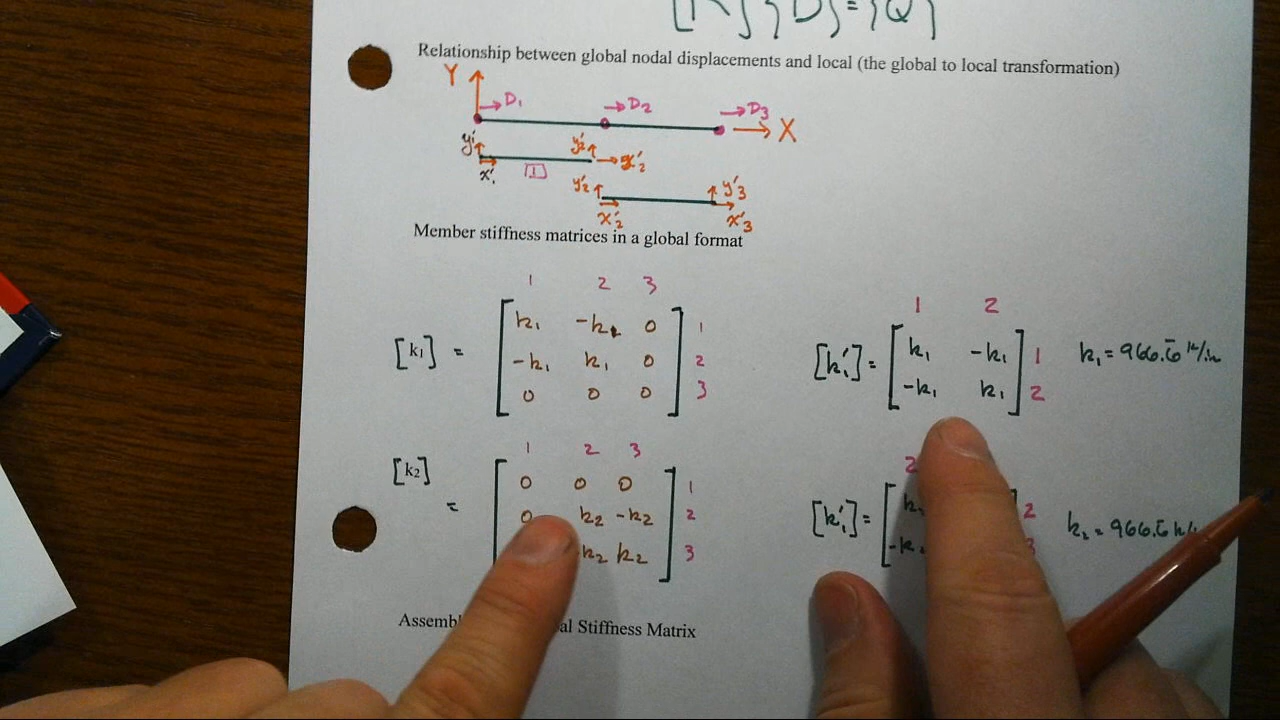 [K]{D}={Q}
Relationship between global nodal displacements and local (the global to local transformation)
Y
D₁ D₂ D₃
X
y'₁ y'₂ x'₂
x'₁ 1
y'₂ y'₃
x'₂ x'₃
Member stiffness matrices in a global format
1 2 3
k₁ -k₁ 0 1
[k₁] = -k₁ k₁ 0 2
0 0 0 3
1 2
[k'₁] = k₁ -k₁ 1 k₁ = 966.6̄ k/in
-k₁ k₁ 2
1 2 3
[k₂] 0 0 0 1
= 0 k₂ -k₂ 2
k₂ k₂ 3
2
[k'₁] = k 2 k₂ = 966.6̄ k/
-k 3
Assembl al Stiffness Matrix